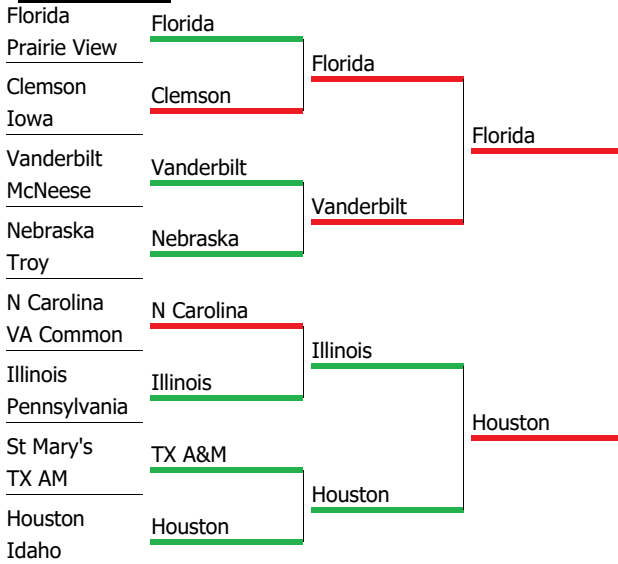 Florida
Prairie View
Clemson
Iowa
Vanderbilt
McNeese
Nebraska
Troy
N Carolina
VA Common
Illinois
Pennsylvania
St Mary's
TX AM
Houston
Idaho
Florida
Clemson
Vanderbilt
Nebraska
N Carolina
Illinois
TX A&M
Houston
Florida
Vanderbilt
Illinois
Houston
Florida
Houston